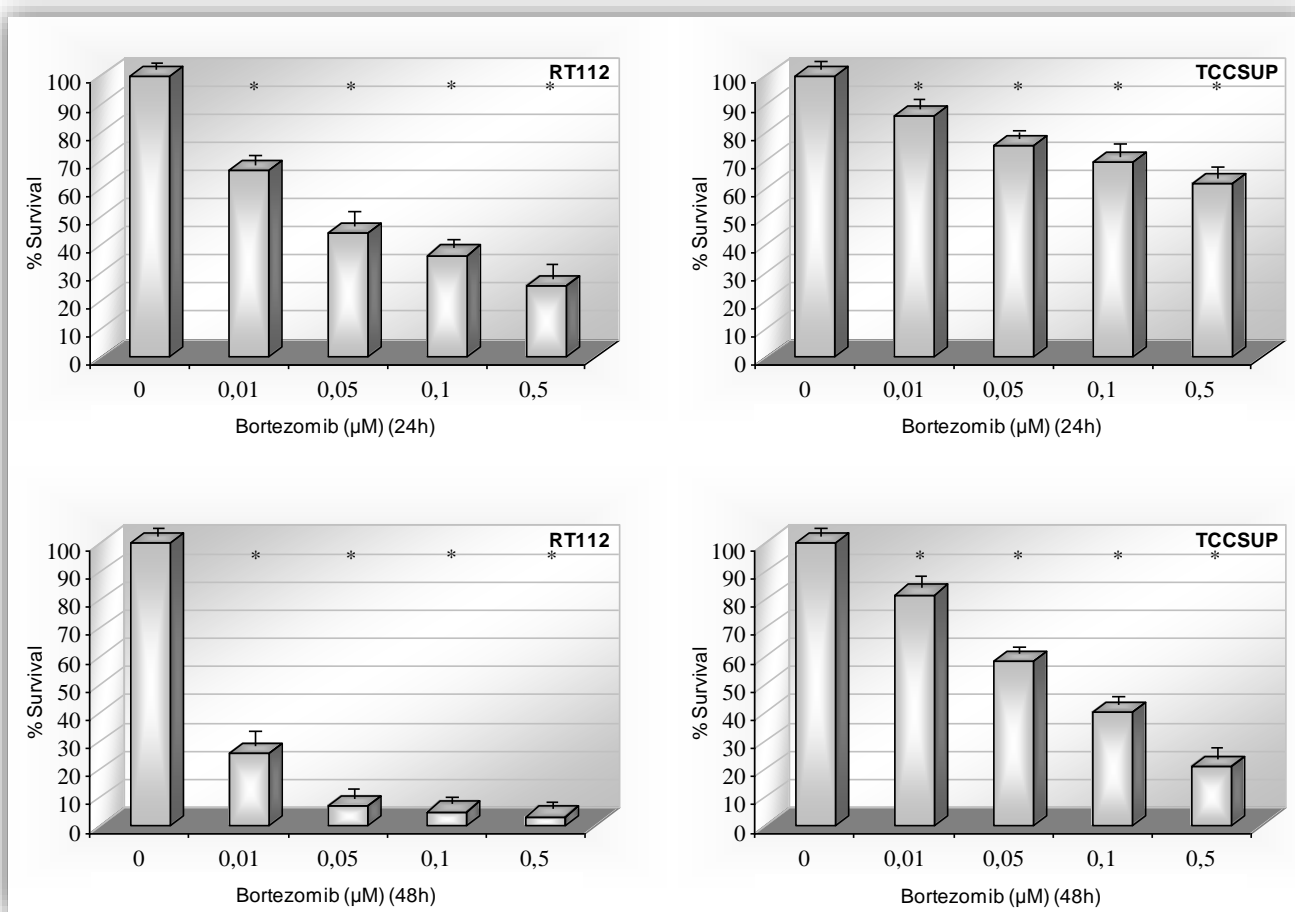 RT112
* * * *
100
90
80
70
60
50
40
30
20
10
0
% Survival
0 0,01 0,05 0,1 0,5
Bortezomib (µM) (24h)
TCCSUP
* * * *
100
90
80
70
60
50
40
30
20
10
0
% Survival
0 0,01 0,05 0,1 0,5
Bortezomib (µM) (24h)
RT112
* * * *
100
90
80
70
60
50
40
30
20
10
0
% Survival
0 0,01 0,05 0,1 0,5
Bortezomib (µM) (48h)
TCCSUP
* * * *
100
90
80
70
60
50
40
30
20
10
0
% Survival
0 0,01 0,05 0,1 0,5
Bortezomib (µM) (48h)